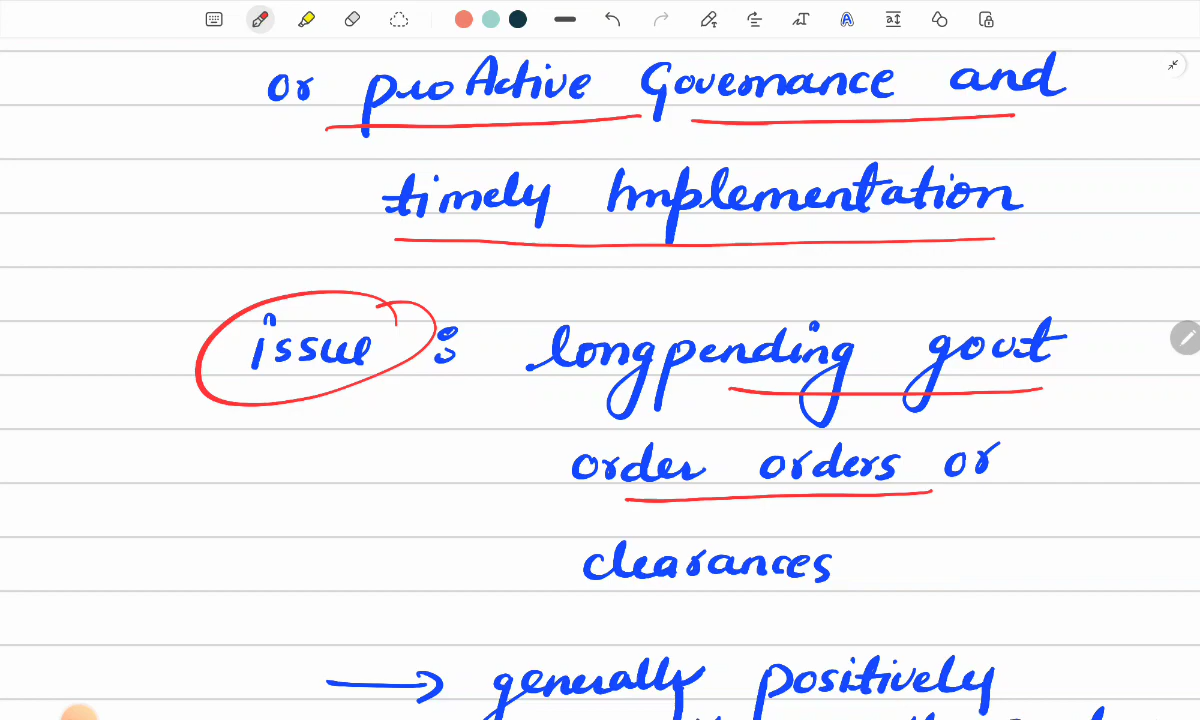 or proActive Governance and
timely Implementation
issue : longpending govt
order orders or
clearances
→ generally positively